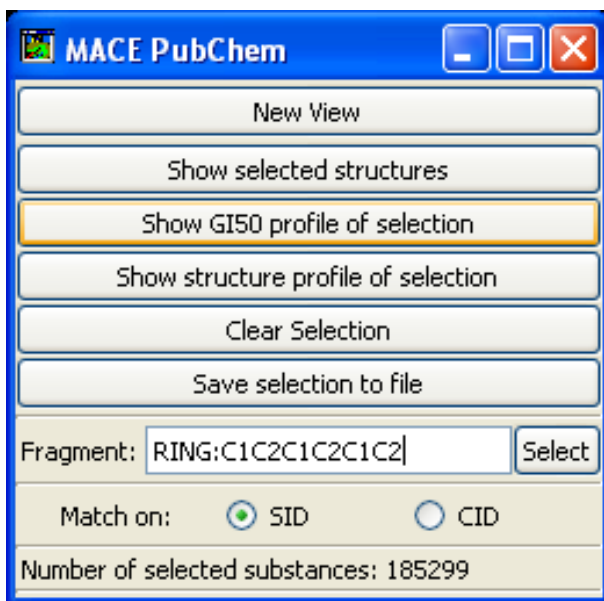 MACE PubChem
New View
Show selected structures
Show GI50 profile of selection
Show structure profile of selection
Clear Selection
Save selection to file
Fragment: RING:C1C2C1C2C1C2 Select
Match on: SID CID
Number of selected substances: 185299